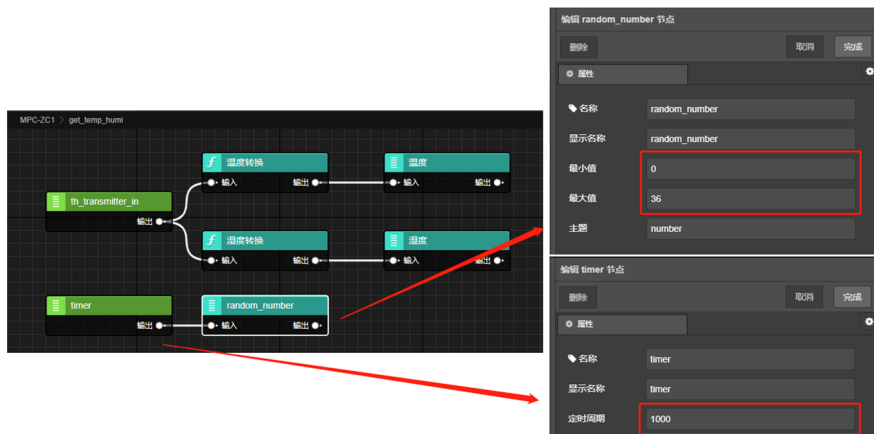 MPC-ZC1 > get_temp_humi
温度转换
输入
输出
温度
输入
输出
th_transmitter_in
输出
湿度转换
输入
输出
湿度
输入
输出
timer
输出
random_number
输入
输出
编辑 random_number 节点
删除
取消
完成
属性
名称
random_number
显示名称
random_number
最小值
0
最大值
36
主题
number
编辑 timer 节点
删除
取消
完成
属性
名称
timer
显示名称
timer
定时周期
1000